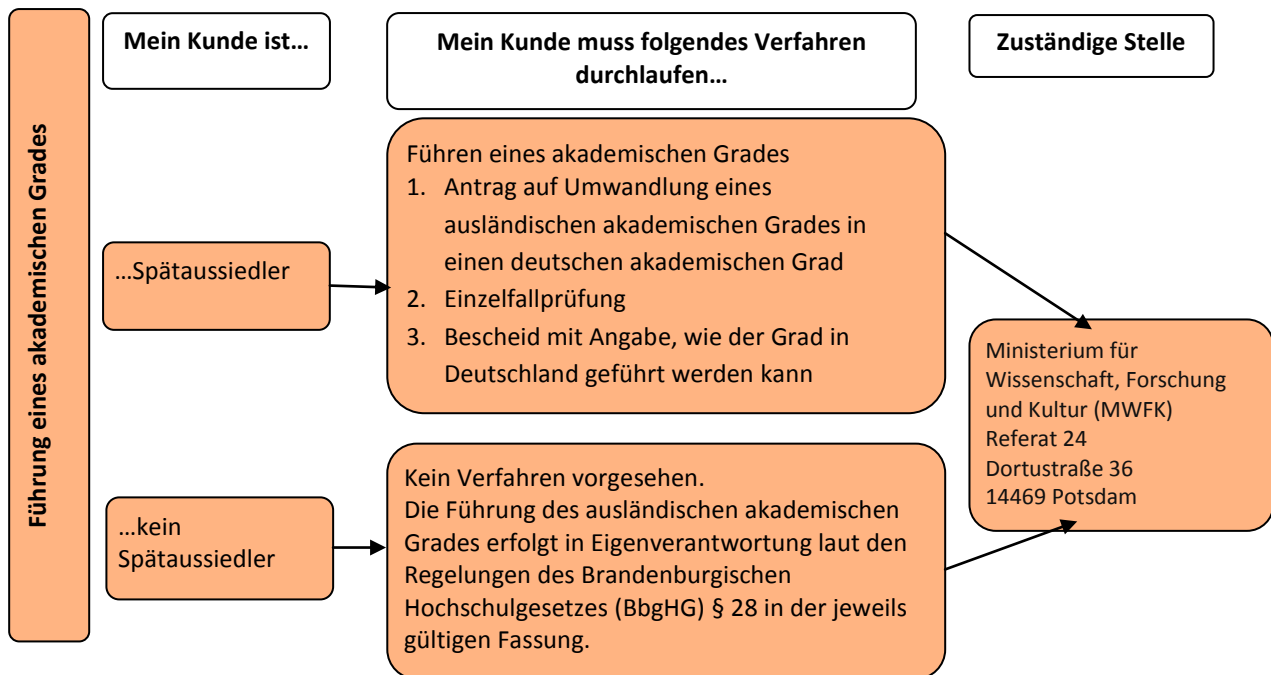 Führung eines akademischen Grades
Mein Kunde ist...
Mein Kunde muss folgendes Verfahren
durchlaufen...
Zuständige Stelle
...Spätaussiedler
Führen eines akademischen Grades
1. Antrag auf Umwandlung eines
ausländischen akademischen Grades in
einen deutschen akademischen Grad
2. Einzelfallprüfung
3. Bescheid mit Angabe, wie der Grad in
Deutschland geführt werden kann
...kein
Spätaussiedler
Kein Verfahren vorgesehen.
Die Führung des ausländischen akademischen
Grades erfolgt in Eigenverantwortung laut den
Regelungen des Brandenburgischen
Hochschulgesetzes (BbgHG) § 28 in der jeweils
gültigen Fassung.
Ministerium für
Wissenschaft, Forschung
und Kultur (MWFK)
Referat 24
Dortustraße 36
14469 Potsdam